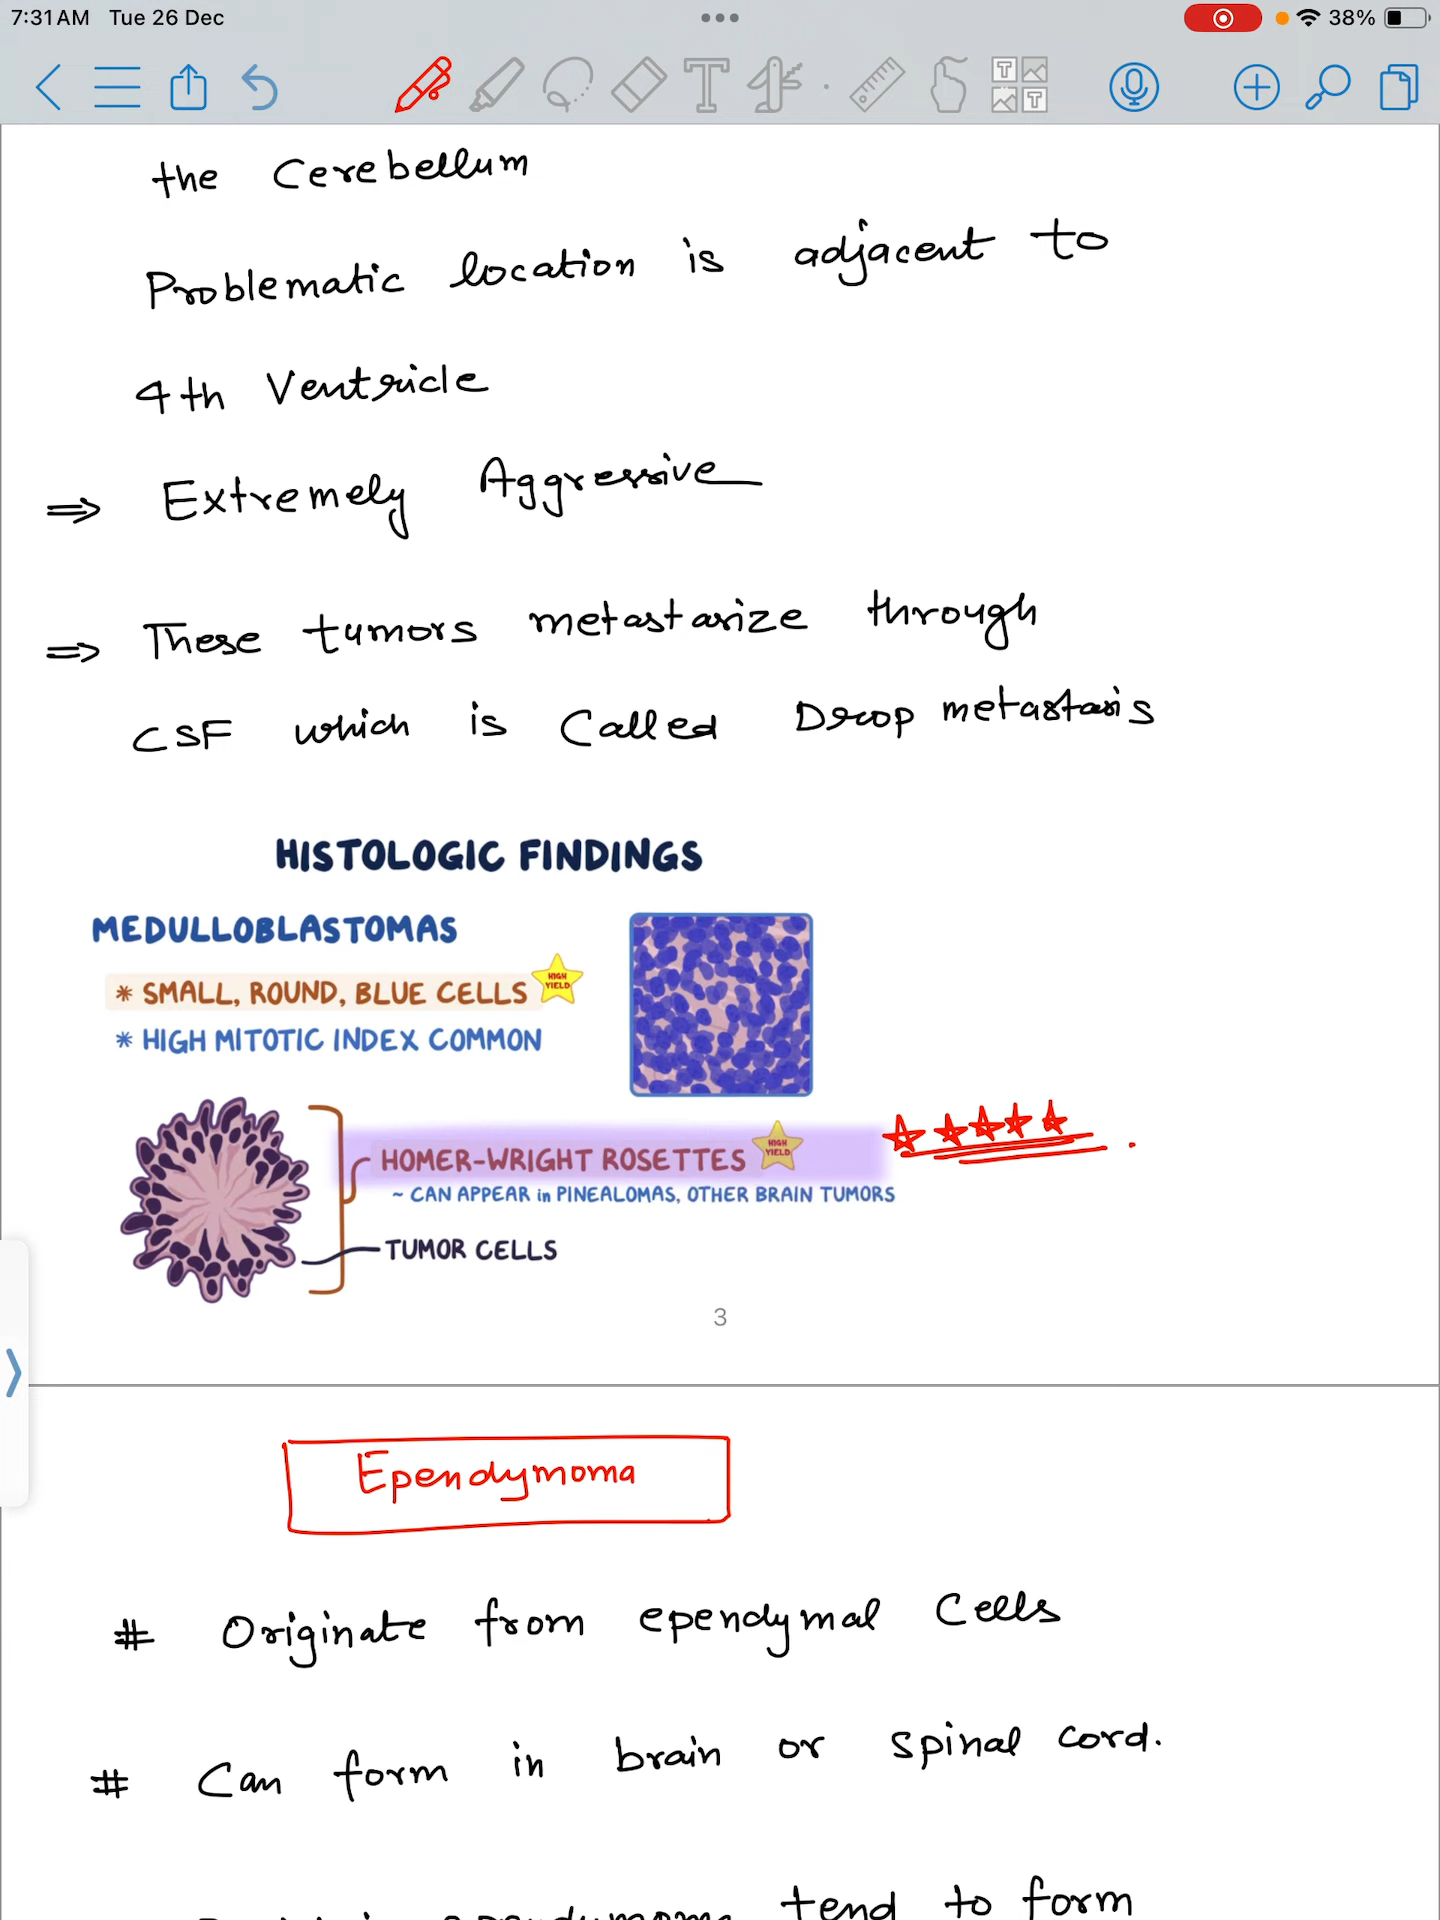 7:31 AM Tue 26 Dec
38%
the Cerebellum
Problematic location is adjacent to
4th Ventricle
⇒ Extremely Aggressive
⇒ These tumors metastasize through
CSF which is Called Drop metastasis
HISTOLOGIC FINDINGS
MEDULLOBLASTOMAS
* SMALL, ROUND, BLUE CELLS
HIGH YIELD
* HIGH MITOTIC INDEX COMMON
HOMER-WRIGHT ROSETTES
HIGH YIELD
~ CAN APPEAR in PINEALOMAS, OTHER BRAIN TUMORS
TUMOR CELLS
3
Ependymoma
# Originate from ependymal Cells
# Can form in brain or spinal cord.
tend to form